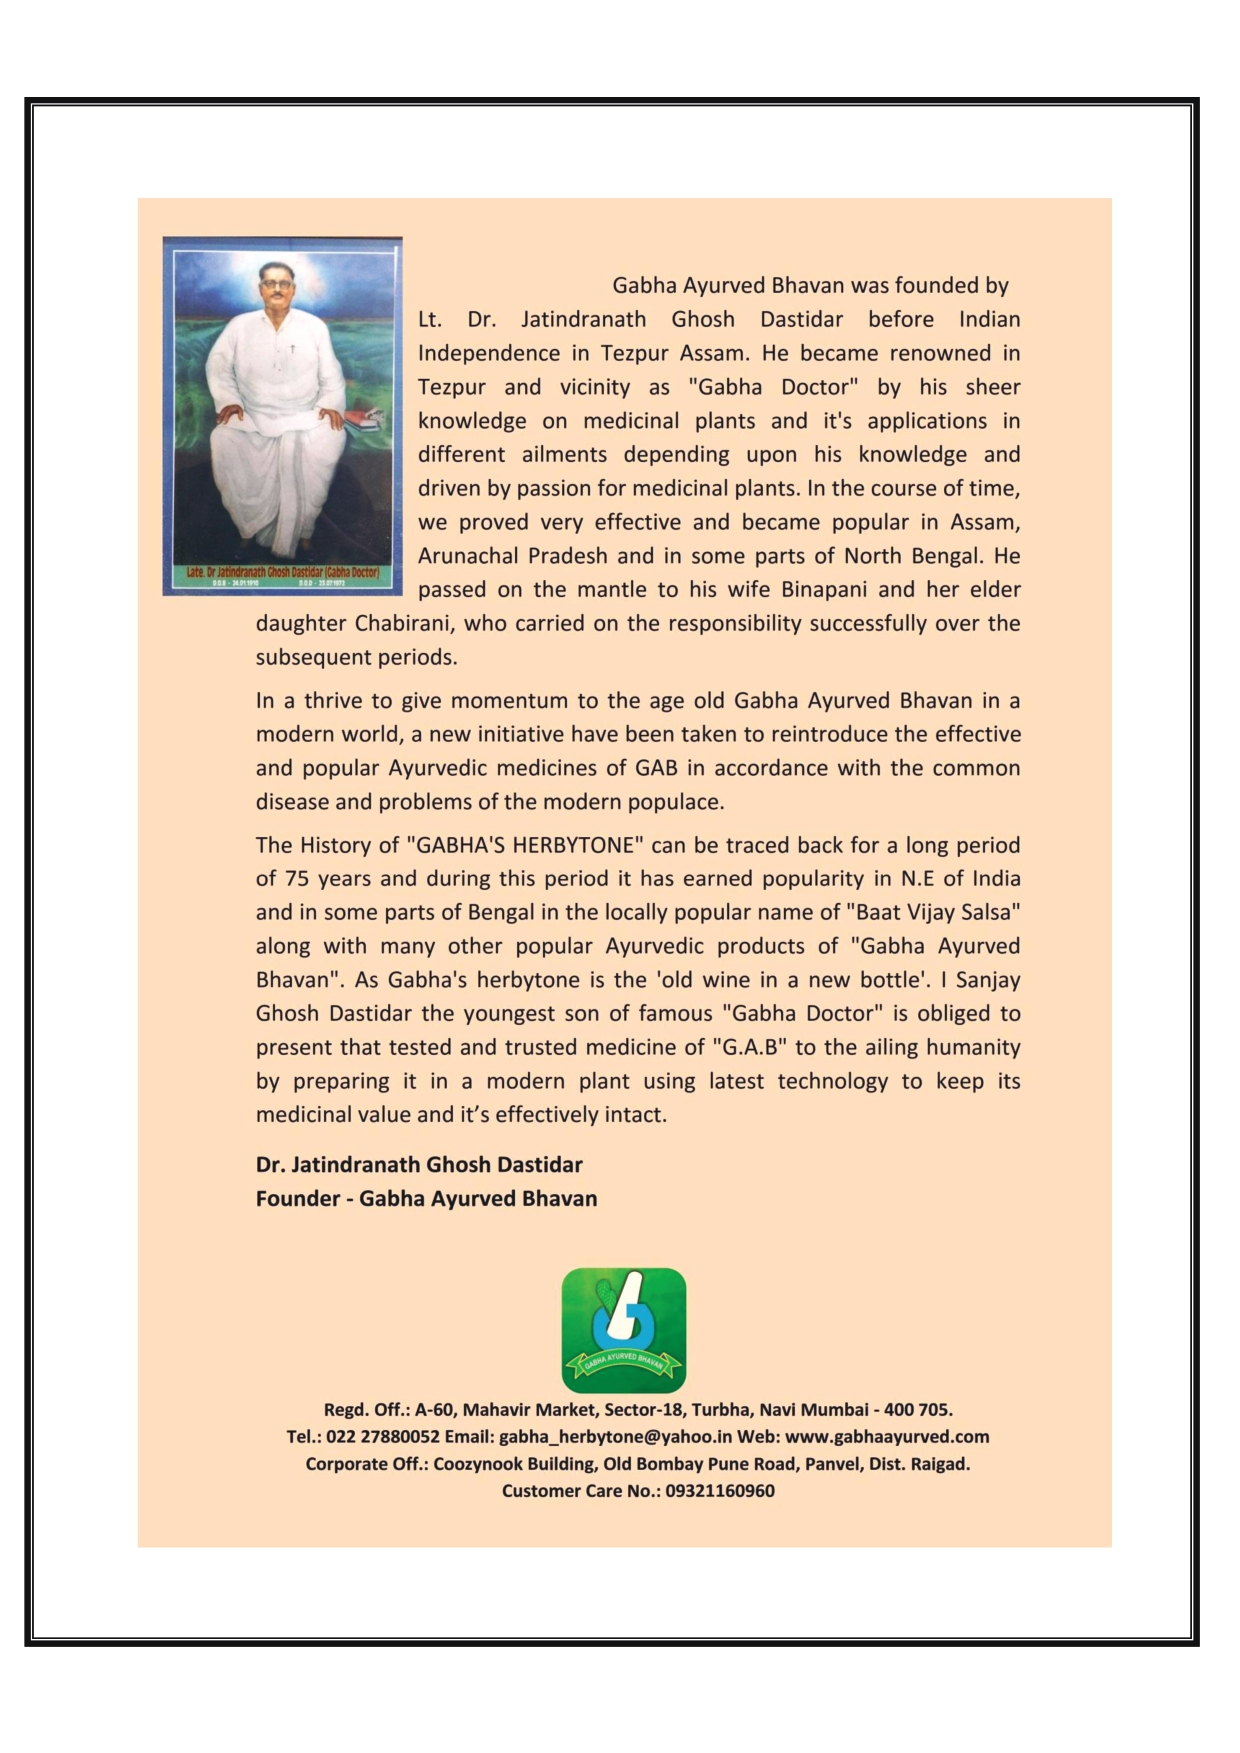 Gabha Ayurved Bhavan was founded by
Lt. Dr. Jatindranath Ghosh Dastidar before Indian
Independence in Tezpur Assam. He became renowned in
Tezpur and vicinity as "Gabha Doctor" by his sheer
knowledge on medicinal plants and it's applications in
different ailments depending upon his knowledge and
driven by passion for medicinal plants. In the course of time,
we proved very effective and became popular in Assam,
Arunachal Pradesh and in some parts of North Bengal. He
passed on the mantle to his wife Binapani and her elder
daughter Chabirani, who carried on the responsibility successfully over the
subsequent periods.
Late. Dr Jatindranath Ghosh Dastidar (Gabha Doctor)
D.O.B - 24.01.1910 D.O.D - 23.07.1972
In a thrive to give momentum to the age old Gabha Ayurved Bhavan in a
modern world, a new initiative have been taken to reintroduce the effective
and popular Ayurvedic medicines of GAB in accordance with the common
disease and problems of the modern populace.
The History of "GABHA'S HERBYTONE" can be traced back for a long period
of 75 years and during this period it has earned popularity in N.E of India
and in some parts of Bengal in the locally popular name of "Baat Vijay Salsa"
along with many other popular Ayurvedic products of "Gabha Ayurved
Bhavan". As Gabha's herbytone is the 'old wine in a new bottle'. I Sanjay
Ghosh Dastidar the youngest son of famous "Gabha Doctor" is obliged to
present that tested and trusted medicine of "G.A.B" to the ailing humanity
by preparing it in a modern plant using latest technology to keep its
medicinal value and it’s effectively intact.
Dr. Jatindranath Ghosh Dastidar
Founder - Gabha Ayurved Bhavan
GABHA AYURVED BHAVAN
Regd. Off.: A-60, Mahavir Market, Sector-18, Turbha, Navi Mumbai - 400 705.
Tel.: 022 27880052 Email: gabha_herbytone@yahoo.in Web: www.gabhaayurved.com
Corporate Off.: Coozynook Building, Old Bombay Pune Road, Panvel, Dist. Raigad.
Customer Care No.: 09321160960